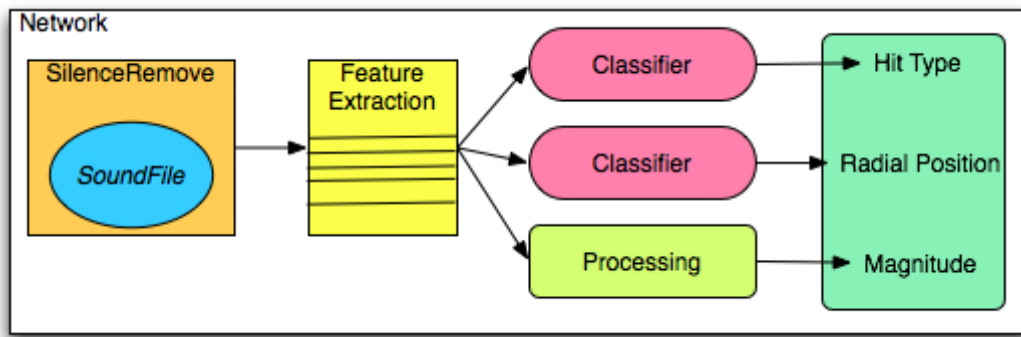 Network
SilenceRemove
SoundFile
Feature
Extraction
Classifier
Classifier
Processing
Hit Type
Radial Position
Magnitude